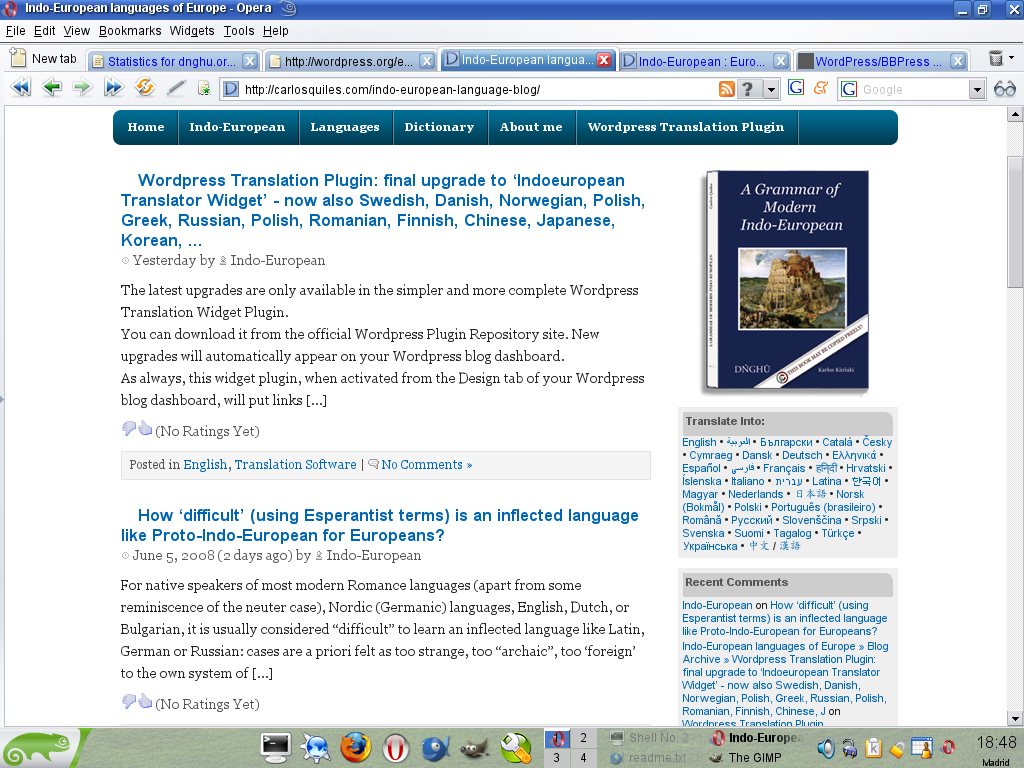 Indo-European languages of Europe - Opera
File Edit View Bookmarks Widgets Tools Help
New tab
Statistics for dnghu.or...
http://wordpress.org/e...
Indo-European langua...
Indo-European : Euro...
WordPress/BBPress ...
http://carlosquiles.com/indo-european-language-blog/
?
Google
Home
Indo-European
Languages
Dictionary
About me
Wordpress Translation Plugin
Wordpress Translation Plugin: final upgrade to ‘Indoeuropean
Translator Widget’ - now also Swedish, Danish, Norwegian, Polish,
Greek, Russian, Polish, Romanian, Finnish, Chinese, Japanese,
Korean, …
Yesterday by Indo-European
The latest upgrades are only available in the simpler and more complete Wordpress
Translation Widget Plugin.
You can download it from the official Wordpress Plugin Repository site. New
upgrades will automatically appear on your Wordpress blog dashboard.
As always, this widget plugin, when activated from the Design tab of your Wordpress
blog dashboard, will put links [...]
(No Ratings Yet)
Posted in English, Translation Software | No Comments »
How ‘difficult’ (using Esperantist terms) is an inflected language
like Proto-Indo-European for Europeans?
June 5, 2008 (2 days ago) by Indo-European
For native speakers of most modern Romance languages (apart from some
reminiscence of the neuter case), Nordic (Germanic) languages, English, Dutch, or
Bulgarian, it is usually considered “difficult” to learn an inflected language like Latin,
German or Russian: cases are a priori felt as too strange, too “archaic”, too ‘foreign’
to the own system of [...]
(No Ratings Yet)
A Grammar of
Modern
Indo-European
THIS BOOK MAY BE COPIED FREELY!
DŃGHŪ
Karlos Kūriaki
A GRAMMAR OF MODERN INDO-EUROPEAN
Translate Into:
English • العربية • Български • Català • Česky
• Cymraeg • Dansk • Deutsch • Ελληνικά •
Español • فارسی • Français • हिन्दी • Hrvatski •
Íslenska • Italiano • עברית • Latina • 한국어 •
Magyar • Nederlands • 日本語 • Norsk
(Bokmål) • Polski • Português (brasileiro) •
Română • Русский • Slovenščina • Srpski •
Svenska • Suomi • Tagalog • Türkçe •
Українська • 中文 / 漢語
Recent Comments
Indo-European on How ‘difficult’ (using
Esperantist terms) is an inflected language
like Proto-Indo-European for Europeans?
Indo-European languages of Europe » Blog
Archive » Wordpress Translation Plugin:
final upgrade to ‘Indoeuropean Translator
Widget’ - now also Swedish, Danish,
Norwegian, Polish, Greek, Russian, Polish,
Romanian, Finnish, Chinese, J on
Wordpress Translation Plugin
1 2
3 4
Shell No. 2
readme.txt
Indo-Europe
The GIMP
18:48
Madrid